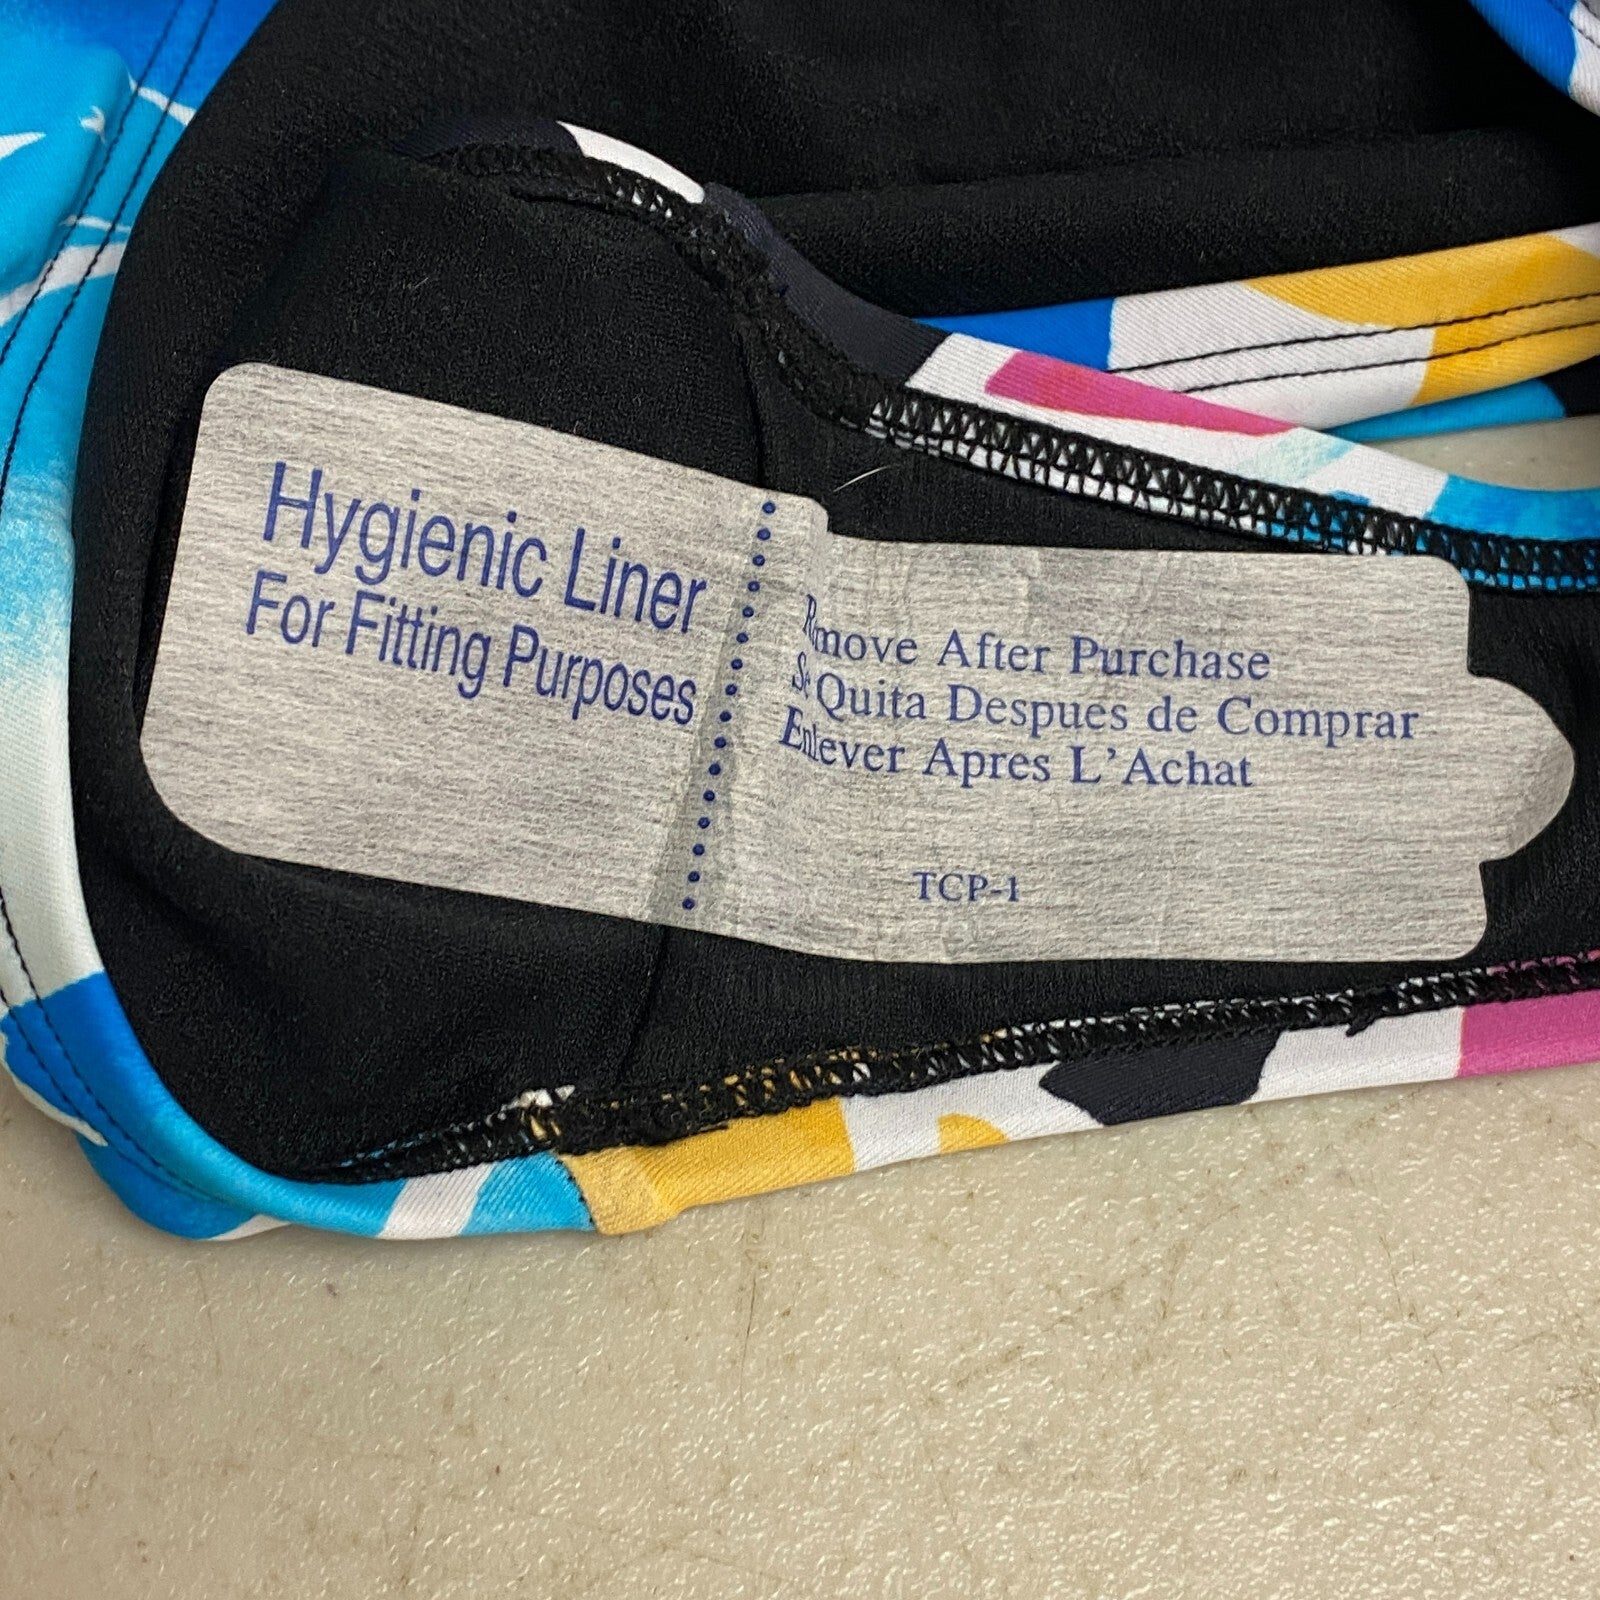 Hygienic Liner
For Fitting Purposes
Remove After Purchase
Se Quita Despues de Comprar
Enlever Apres L'Achat
TCP-1